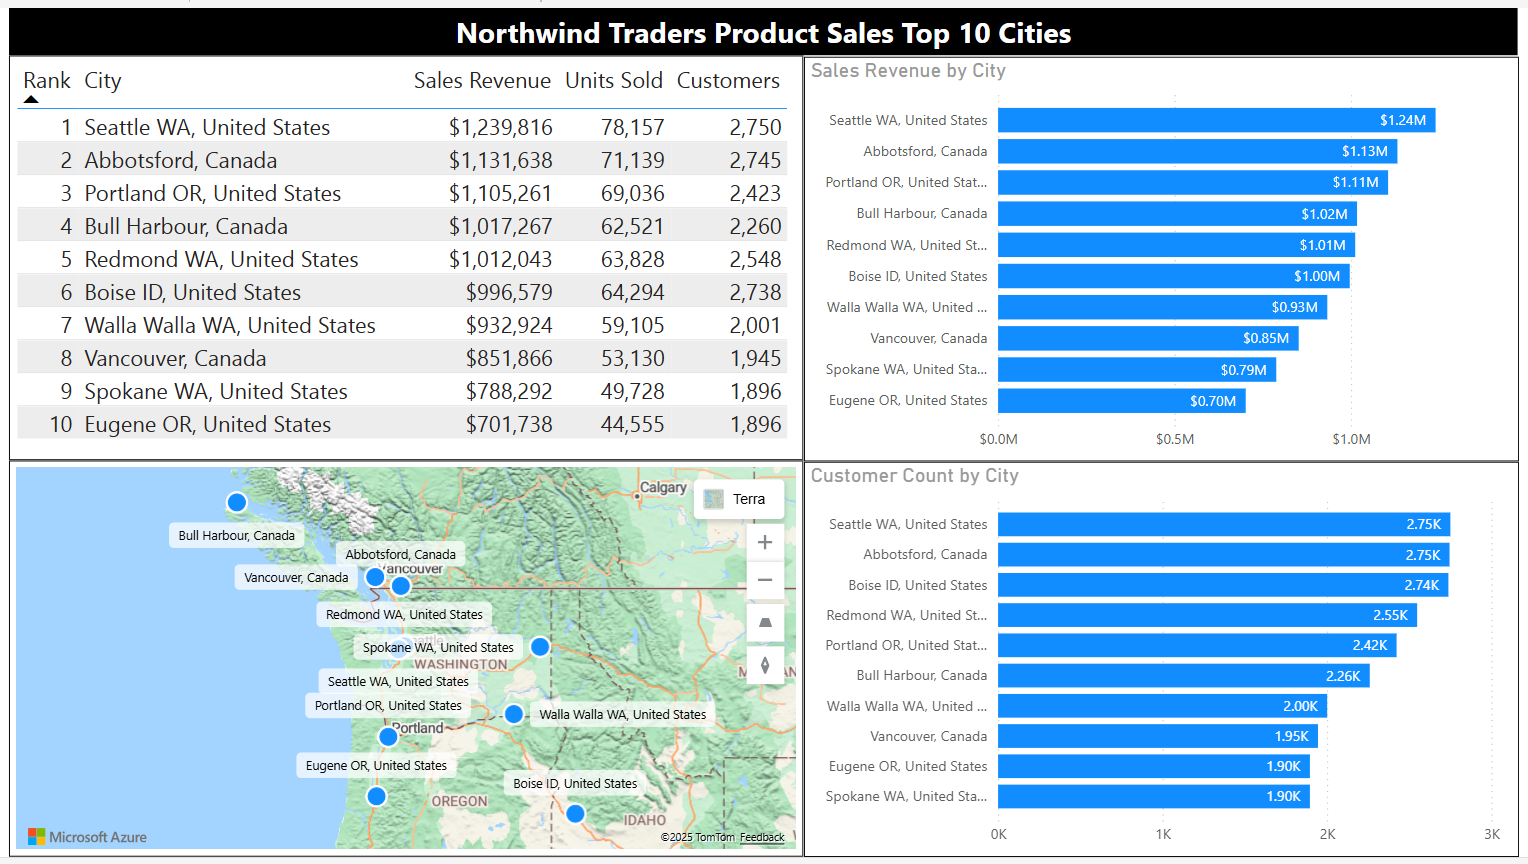 Northwind Traders Product Sales Top 10 Cities
Rank City Sales Revenue Units Sold Customers
1 Seattle WA, United States $1,239,816 78,157 2,750
2 Abbotsford, Canada $1,131,638 71,139 2,745
3 Portland OR, United States $1,105,261 69,036 2,423
4 Bull Harbour, Canada $1,017,267 62,521 2,260
5 Redmond WA, United States $1,012,043 63,828 2,548
6 Boise ID, United States $996,579 64,294 2,738
7 Walla Walla WA, United States $932,924 59,105 2,001
8 Vancouver, Canada $851,866 53,130 1,945
9 Spokane WA, United States $788,292 49,728 1,896
10 Eugene OR, United States $701,738 44,555 1,896
Sales Revenue by City
Seattle WA, United States $1.24M
Abbotsford, Canada $1.13M
Portland OR, United Stat... $1.11M
Bull Harbour, Canada $1.02M
Redmond WA, United St... $1.01M
Boise ID, United States $1.00M
Walla Walla WA, United ... $0.93M
Vancouver, Canada $0.85M
Spokane WA, United Sta... $0.79M
Eugene OR, United States $0.70M
$0.0M $0.5M $1.0M
Calgary
Terra
Bull Harbour, Canada
Abbotsford, Canada
Vancouver
Vancouver, Canada
Redmond WA, United States
Spokane WA, United States
WASHINGTON
Seattle WA, United States
Portland OR, United States
Walla Walla WA, United States
Portland
Eugene OR, United States
Boise ID, United States
OREGON
IDAHO
Microsoft Azure
©2025 TomTom Feedback
Customer Count by City
Seattle WA, United States 2.75K
Abbotsford, Canada 2.75K
Boise ID, United States 2.74K
Redmond WA, United St... 2.55K
Portland OR, United Stat... 2.42K
Bull Harbour, Canada 2.26K
Walla Walla WA, United ... 2.00K
Vancouver, Canada 1.95K
Eugene OR, United States 1.90K
Spokane WA, United Sta... 1.90K
0K 1K 2K 3K